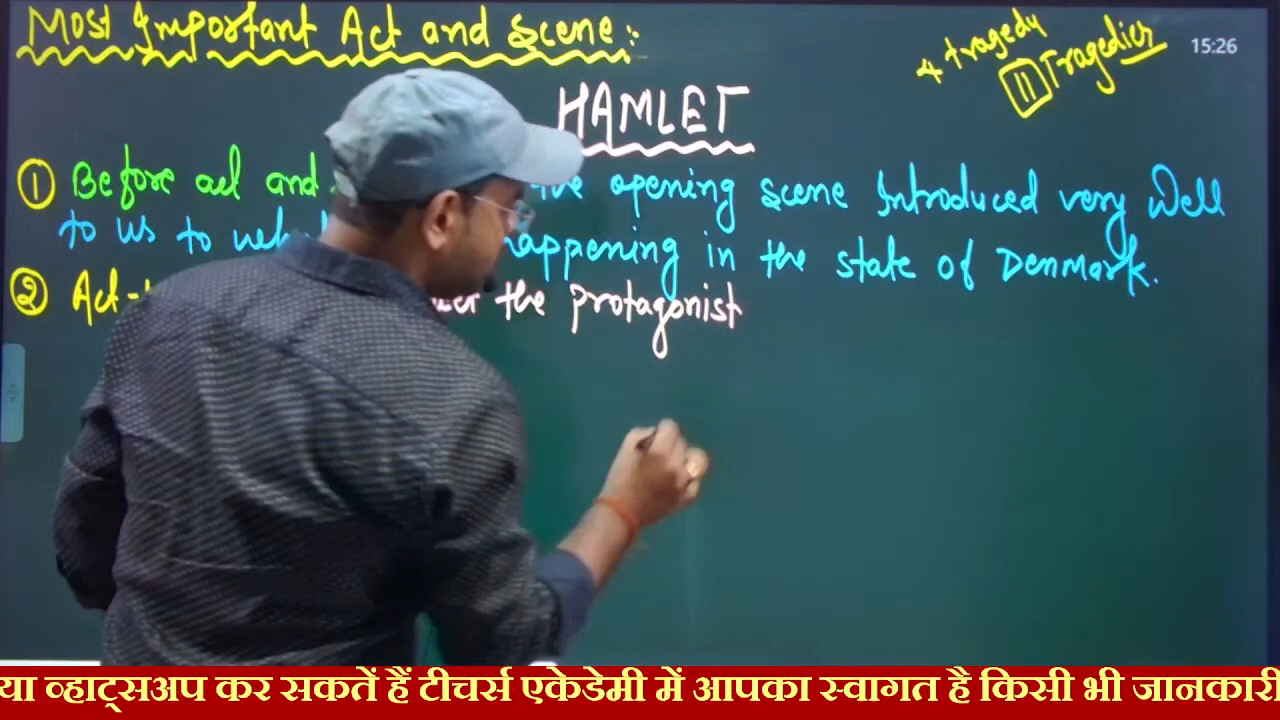 Most Important Act and Scene:-
4 tragedy
11 Tragedies
15:26
HAMLET
① Before act and opening scene Introduced very Well
to us to happening in the state of Denmark.
② Act- the protagonist
या व्हाट्सअप कर सकतें हैं टीचर्स एकेडेमी में आपका स्वागत है किसी भी जानकारी